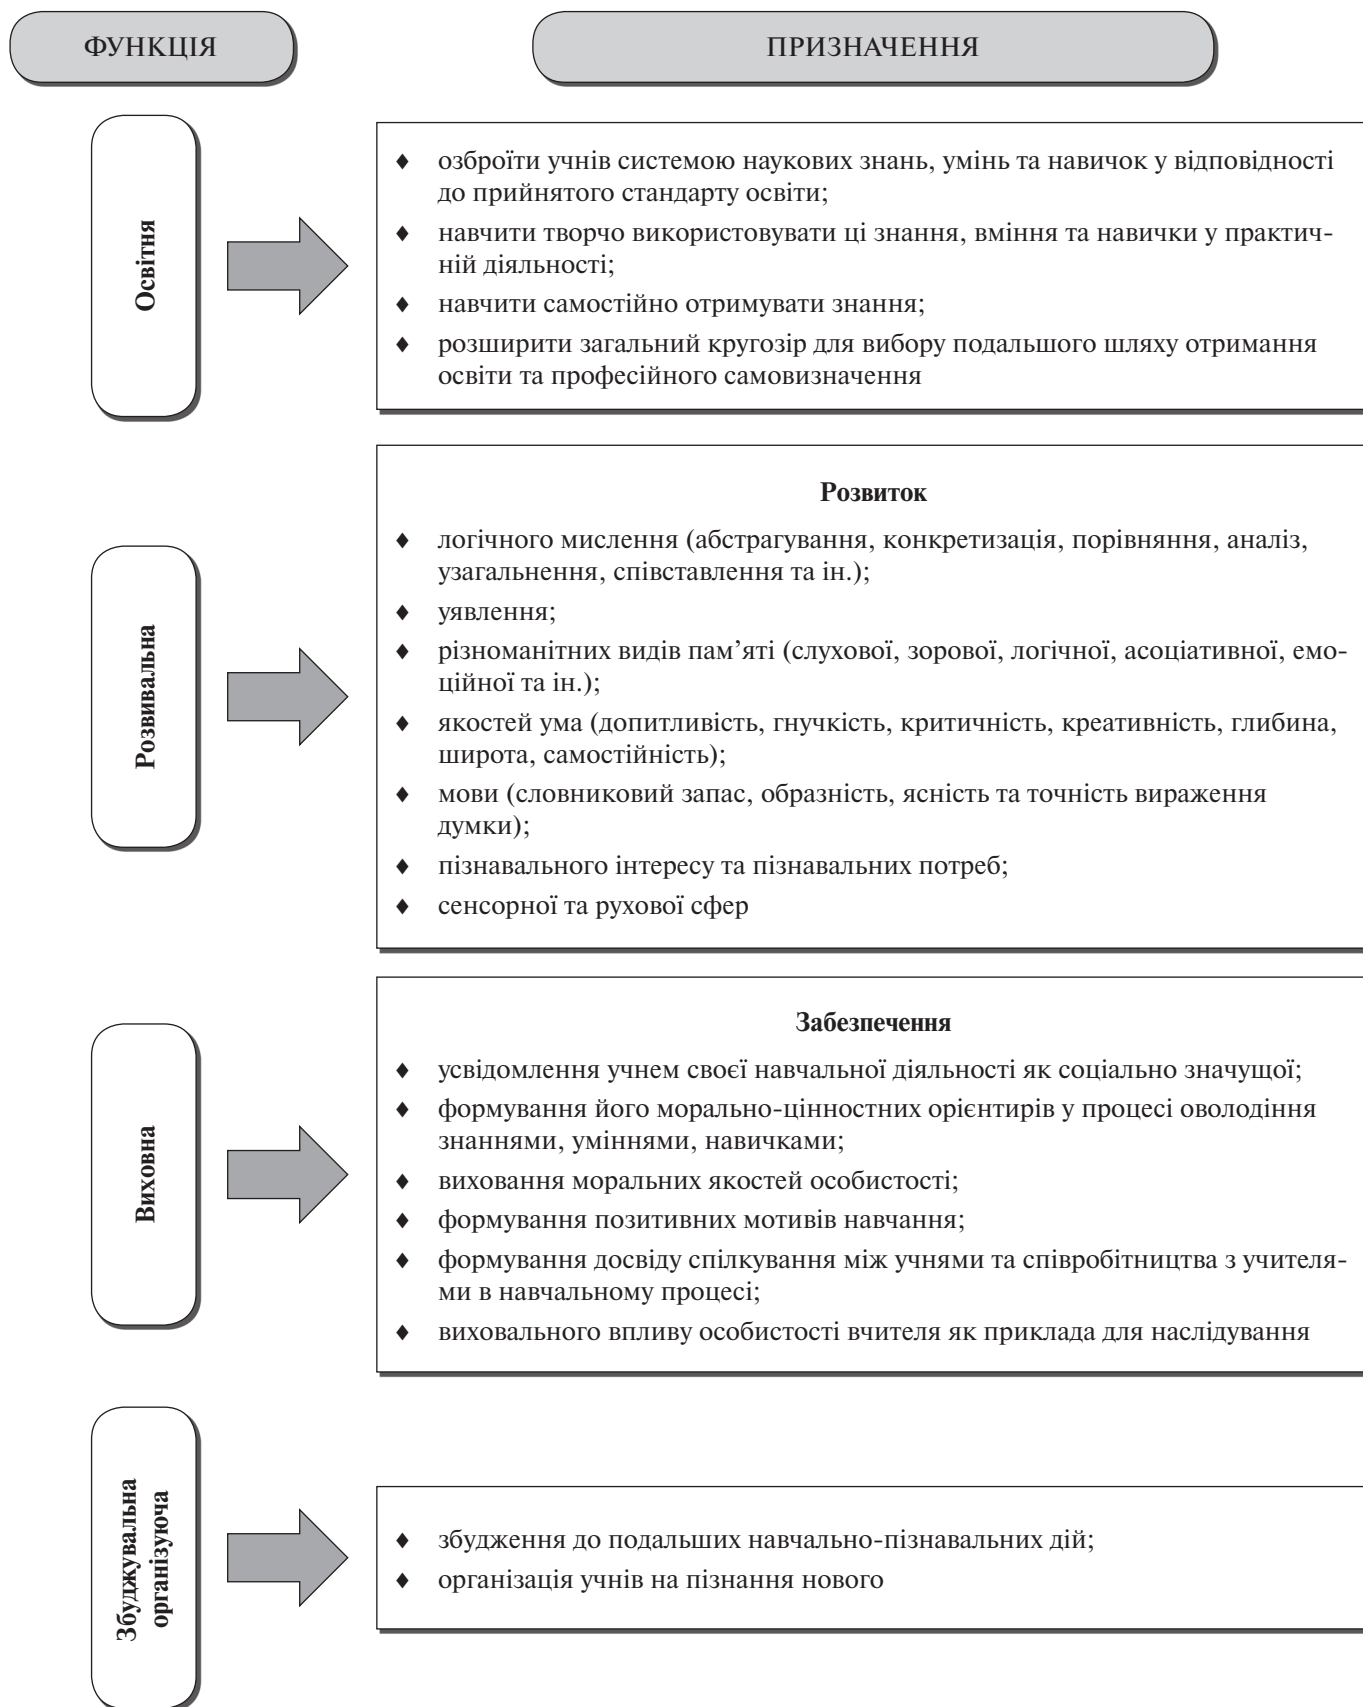 ФУНКЦІЯ
ПРИЗНАЧЕННЯ
Освітня
♦ озброїти учнів системою наукових знань, умінь та навичок у відповідності
до прийнятого стандарту освіти;
♦ навчити творчо використовувати ці знання, вміння та навички у практич-
ній діяльності;
♦ навчити самостійно отримувати знання;
♦ розширити загальний кругозір для вибору подальшого шляху отримання
освіти та професійного самовизначення
Розвивальна
Розвиток
♦ логічного мислення (абстрагування, конкретизація, порівняння, аналіз,
узагальнення, співставлення та ін.);
♦ уявлення;
♦ різноманітних видів пам’яті (слухової, зорової, логічної, асоціативної, емо-
ційної та ін.);
♦ якостей ума (допитливість, гнучкість, критичність, креативність, глибина,
широта, самостійність);
♦ мови (словниковий запас, образність, ясність та точність вираження
думки);
♦ пізнавального інтересу та пізнавальних потреб;
♦ сенсорної та рухової сфер
Виховна
Забезпечення
♦ усвідомлення учнем своєї навчальної діяльності як соціально значущої;
♦ формування його морально-цінностних орієнтирів у процесі оволодіння
знаннями, уміннями, навичками;
♦ виховання моральних якостей особистості;
♦ формування позитивних мотивів навчання;
♦ формування досвіду спілкування між учнями та співробітництва з учителя-
ми в навчальному процесі;
♦ виховального впливу особистості вчителя як приклада для наслідування
Збуджувальна
організуюча
♦ збудження до подальших навчально-пізнавальних дій;
♦ організація учнів на пізнання нового